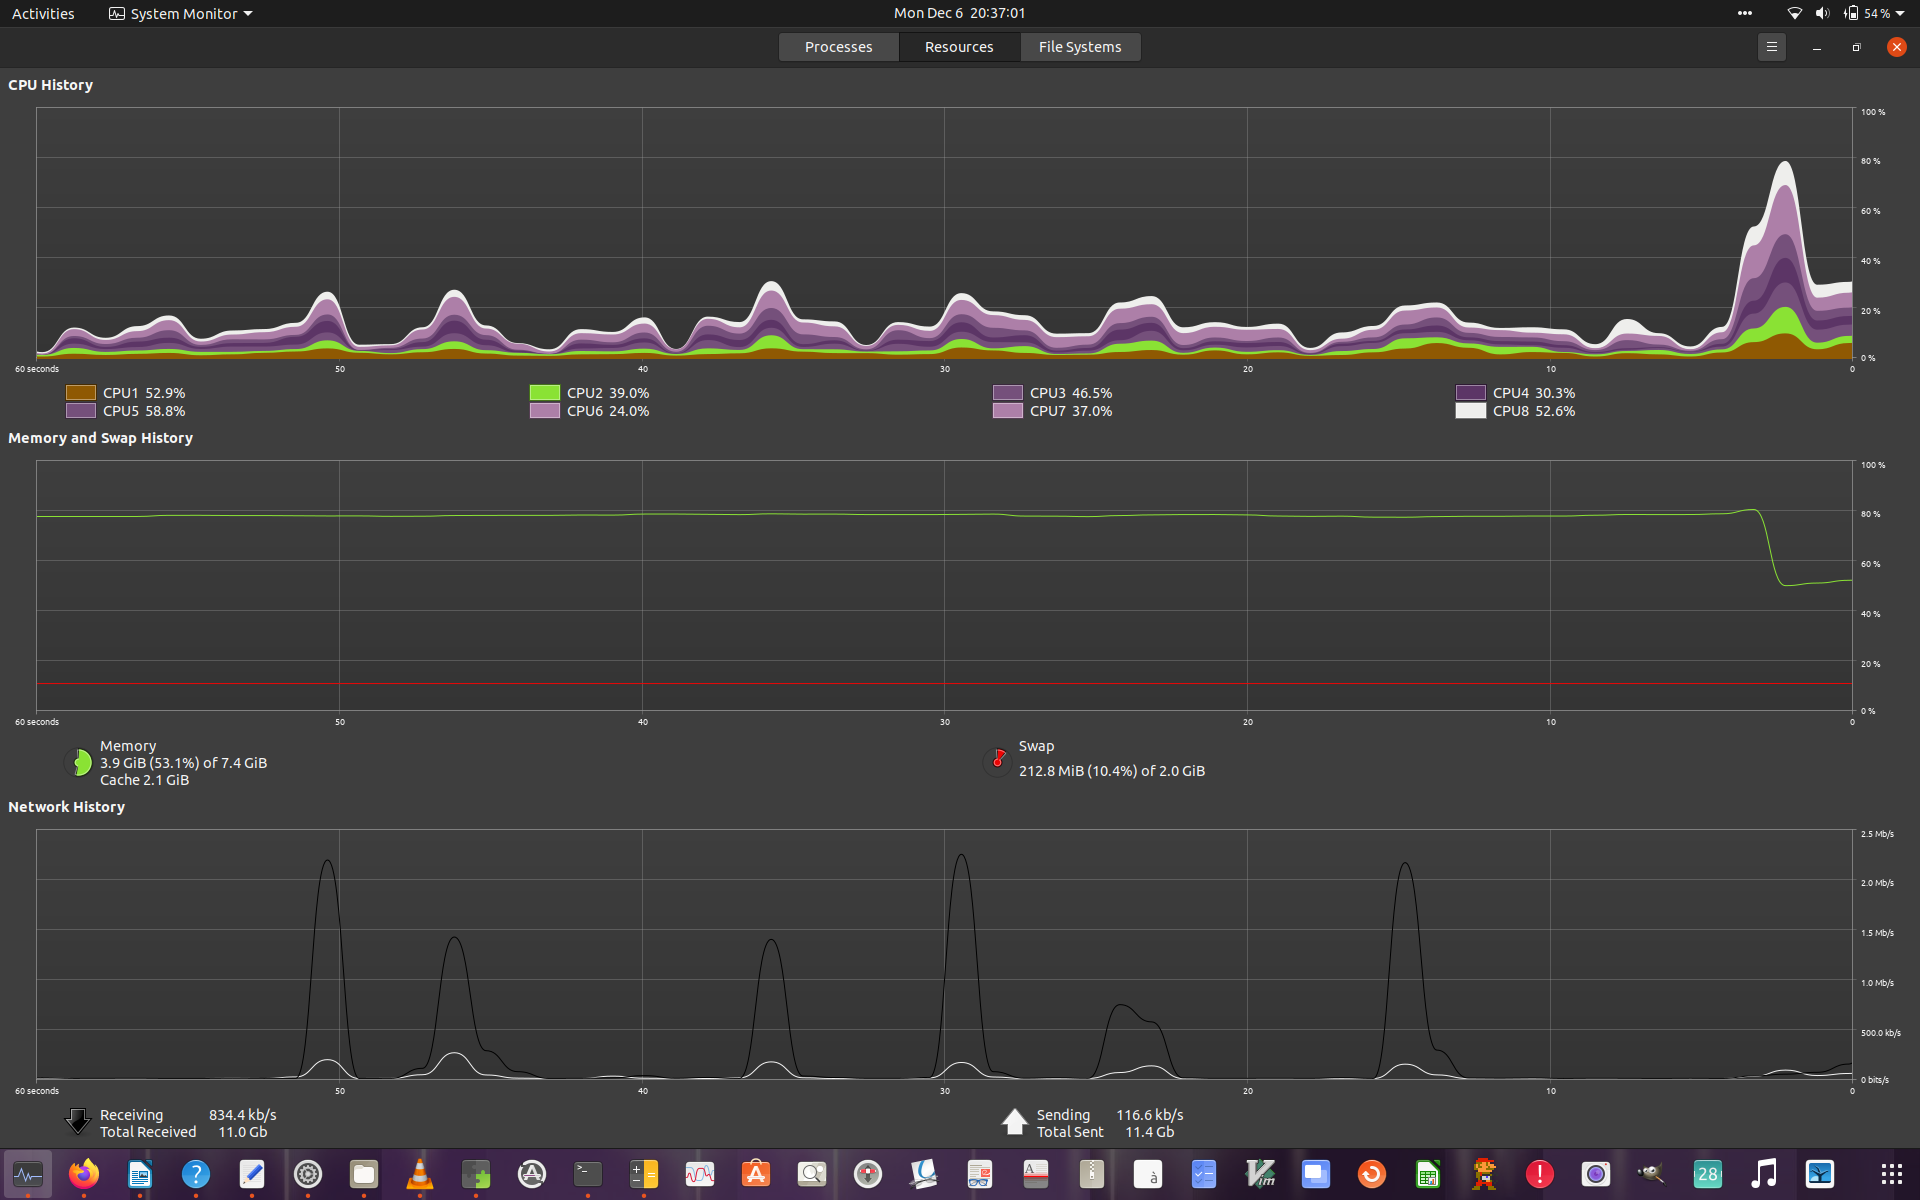 Activities System Monitor Mon Dec 6 20:37:01 54 %
Processes Resources File Systems
CPU History
100 %
80 %
60 %
40 %
20 %
0 %
60 seconds 50 40 30 20 10 0
CPU1 52.9% CPU2 39.0% CPU3 46.5% CPU4 30.3%
CPU5 58.8% CPU6 24.0% CPU7 37.0% CPU8 52.6%
Memory and Swap History
100 %
80 %
60 %
40 %
20 %
0 %
60 seconds 50 40 30 20 10 0
Memory
3.9 GiB (53.1%) of 7.4 GiB
Cache 2.1 GiB
Swap
212.8 MiB (10.4%) of 2.0 GiB
Network History
2.5 Mb/s
2.0 Mb/s
1.5 Mb/s
1.0 Mb/s
500.0 kb/s
0 bits/s
60 seconds 50 40 30 20 10 0
Receiving 834.4 kb/s
Total Received 11.0 Gb
Sending 116.6 kb/s
Total Sent 11.4 Gb
? >_ A à Vim ! 28